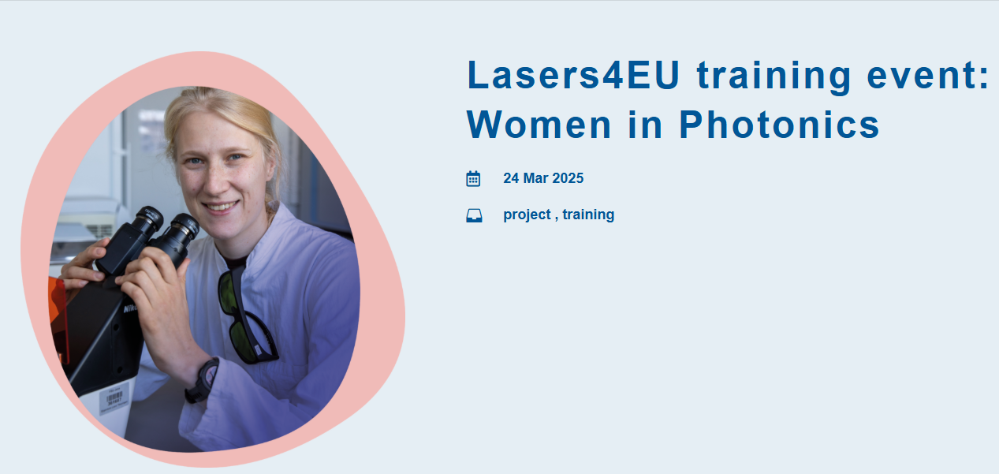 Lasers4EU training event:
Women in Photonics
24 Mar 2025
project , training